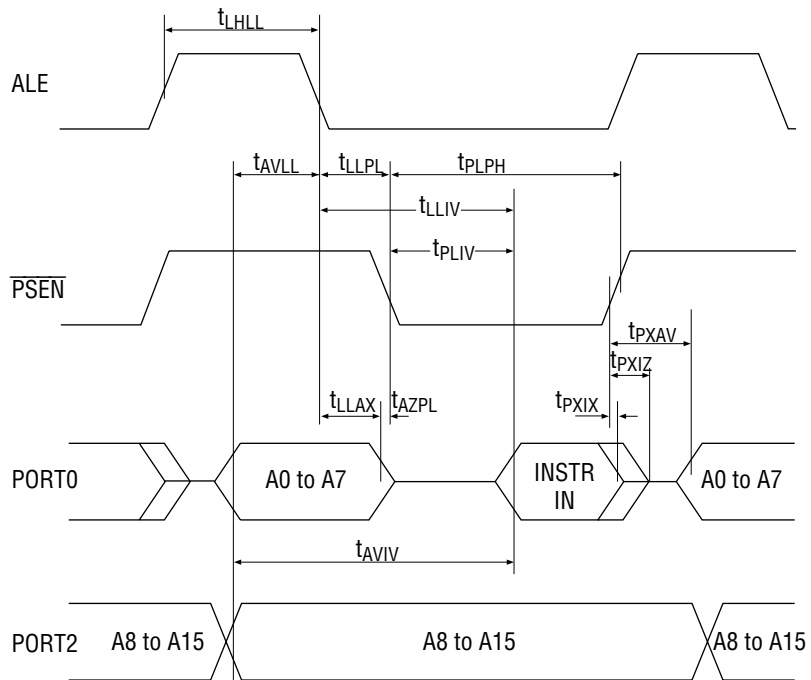 tLHLL
ALE
tAVLL tLLPL tPLPH
tLLIV
PSEN
tPLIV
tPXAV
tPXIZ
tLLAX tAZPL tPXIX
PORT0 A0 to A7 INSTR IN A0 to A7
tAVIV
PORT2 A8 to A15 A8 to A15 A8 to A15